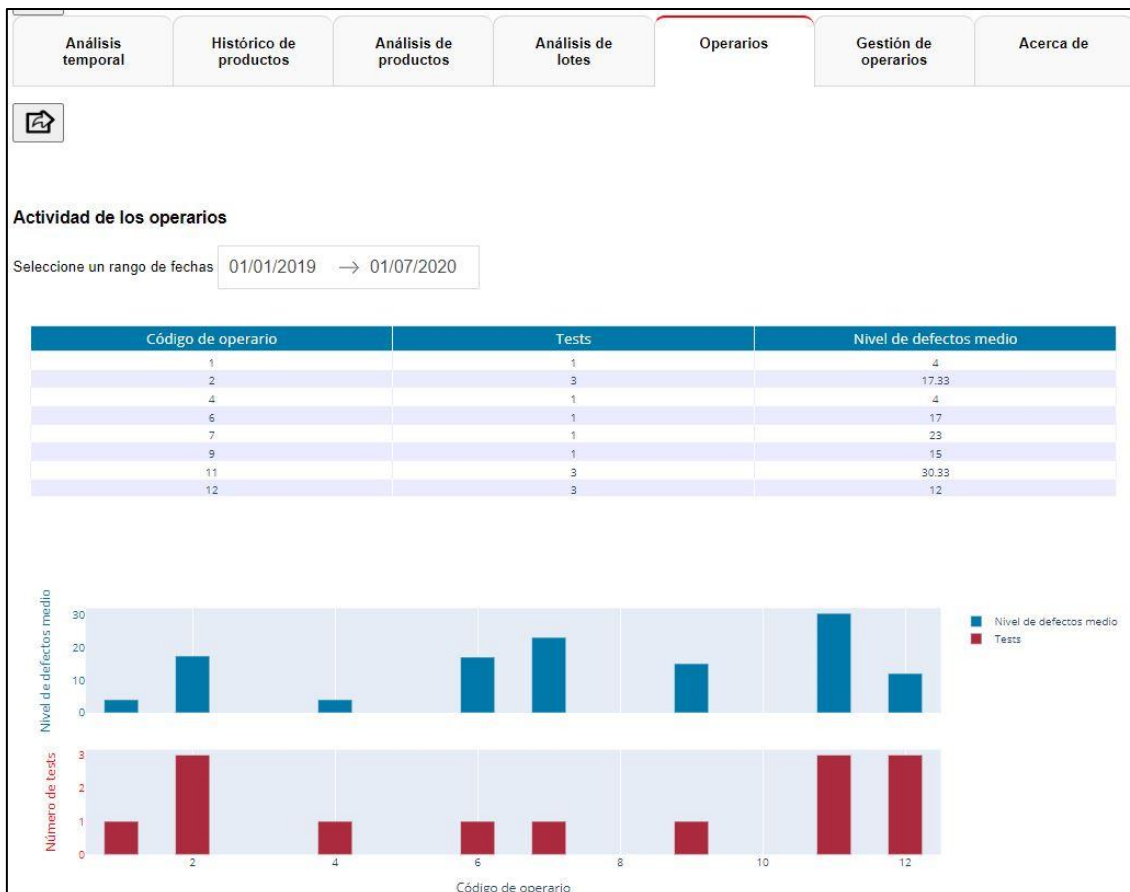 Análisis temporal
Histórico de productos
Análisis de productos
Análisis de lotes
Operarios
Gestión de operarios
Acerca de
Actividad de los operarios
Seleccione un rango de fechas 01/01/2019 → 01/07/2020
Código de operario Tests Nivel de defectos medio
1 1 4
2 3 17.33
4 1 4
6 1 17
7 1 23
9 1 15
11 3 30.33
12 3 12
Nivel de defectos medio
30
20
10
0
Nivel de defectos medio
Tests
Número de tests
3
2
1
0
2 4 6 8 10 12
Código de operario